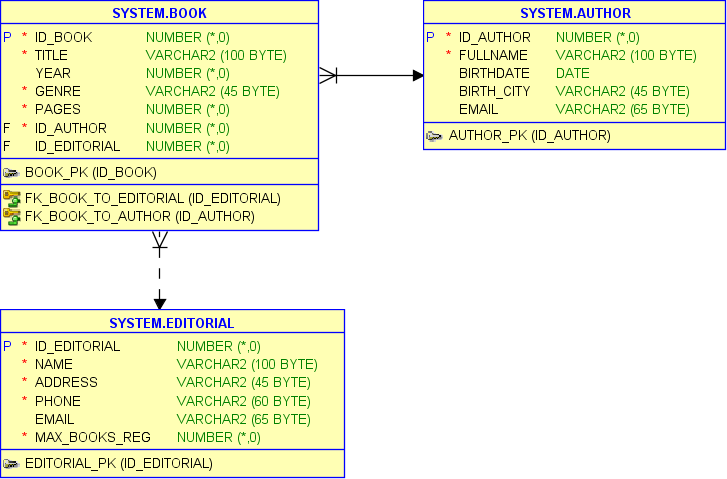 SYSTEM.BOOK
P * ID_BOOK NUMBER (*,0)
* TITLE VARCHAR2 (100 BYTE)
YEAR NUMBER (*,0)
* GENRE VARCHAR2 (45 BYTE)
* PAGES NUMBER (*,0)
F * ID_AUTHOR NUMBER (*,0)
F ID_EDITORIAL NUMBER (*,0)
BOOK_PK (ID_BOOK)
FK_BOOK_TO_EDITORIAL (ID_EDITORIAL)
FK_BOOK_TO_AUTHOR (ID_AUTHOR)
SYSTEM.AUTHOR
P * ID_AUTHOR NUMBER (*,0)
* FULLNAME VARCHAR2 (100 BYTE)
BIRTHDATE DATE
BIRTH_CITY VARCHAR2 (45 BYTE)
EMAIL VARCHAR2 (65 BYTE)
AUTHOR_PK (ID_AUTHOR)
SYSTEM.EDITORIAL
P * ID_EDITORIAL NUMBER (*,0)
* NAME VARCHAR2 (100 BYTE)
* ADDRESS VARCHAR2 (45 BYTE)
* PHONE VARCHAR2 (60 BYTE)
EMAIL VARCHAR2 (65 BYTE)
* MAX_BOOKS_REG NUMBER (*,0)
EDITORIAL_PK (ID_EDITORIAL)